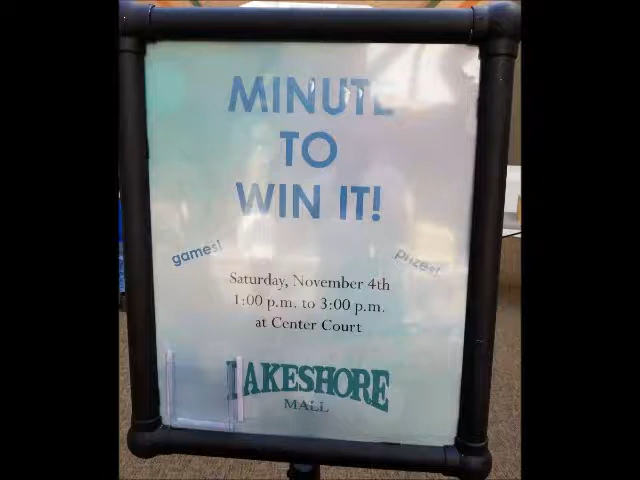 MINUTE
TO
WIN IT!
games!
prizes!
Saturday, November 4th
1:00 p.m. to 3:00 p.m.
at Center Court
LAKESHORE
MALL